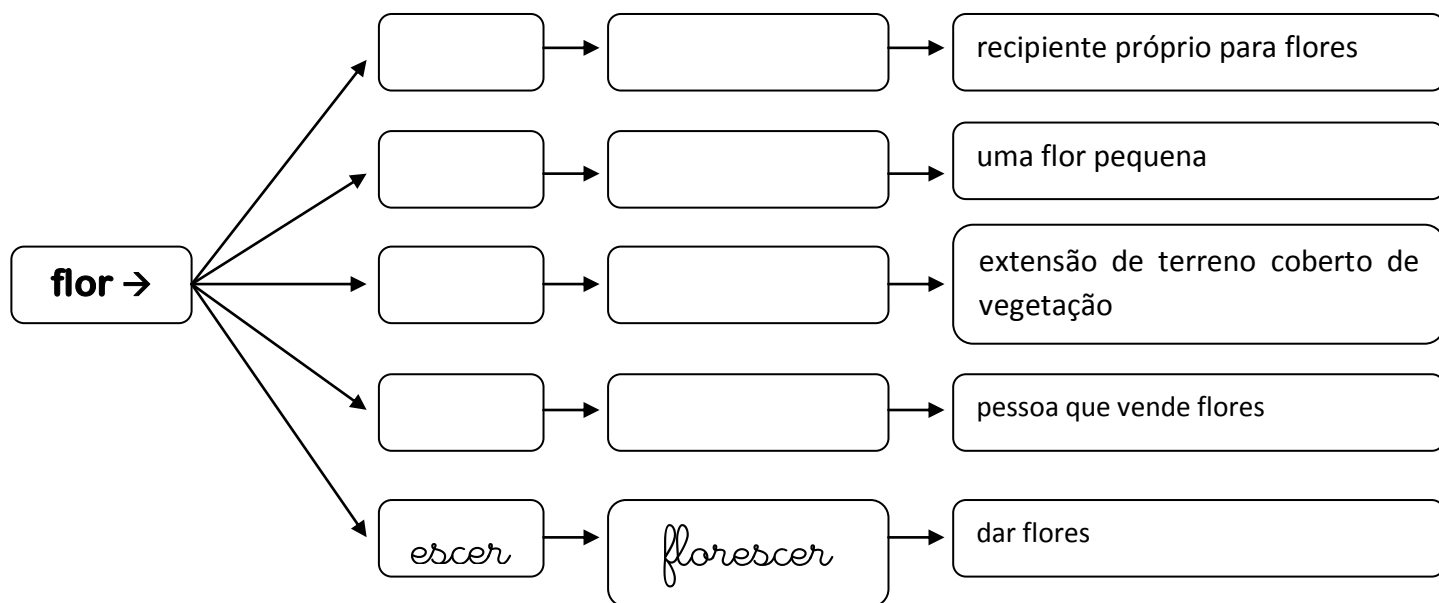 recipiente próprio para flores
uma flor pequena
extensão de terreno coberto de
vegetação
flor →
pessoa que vende flores
escer
florescer
dar flores